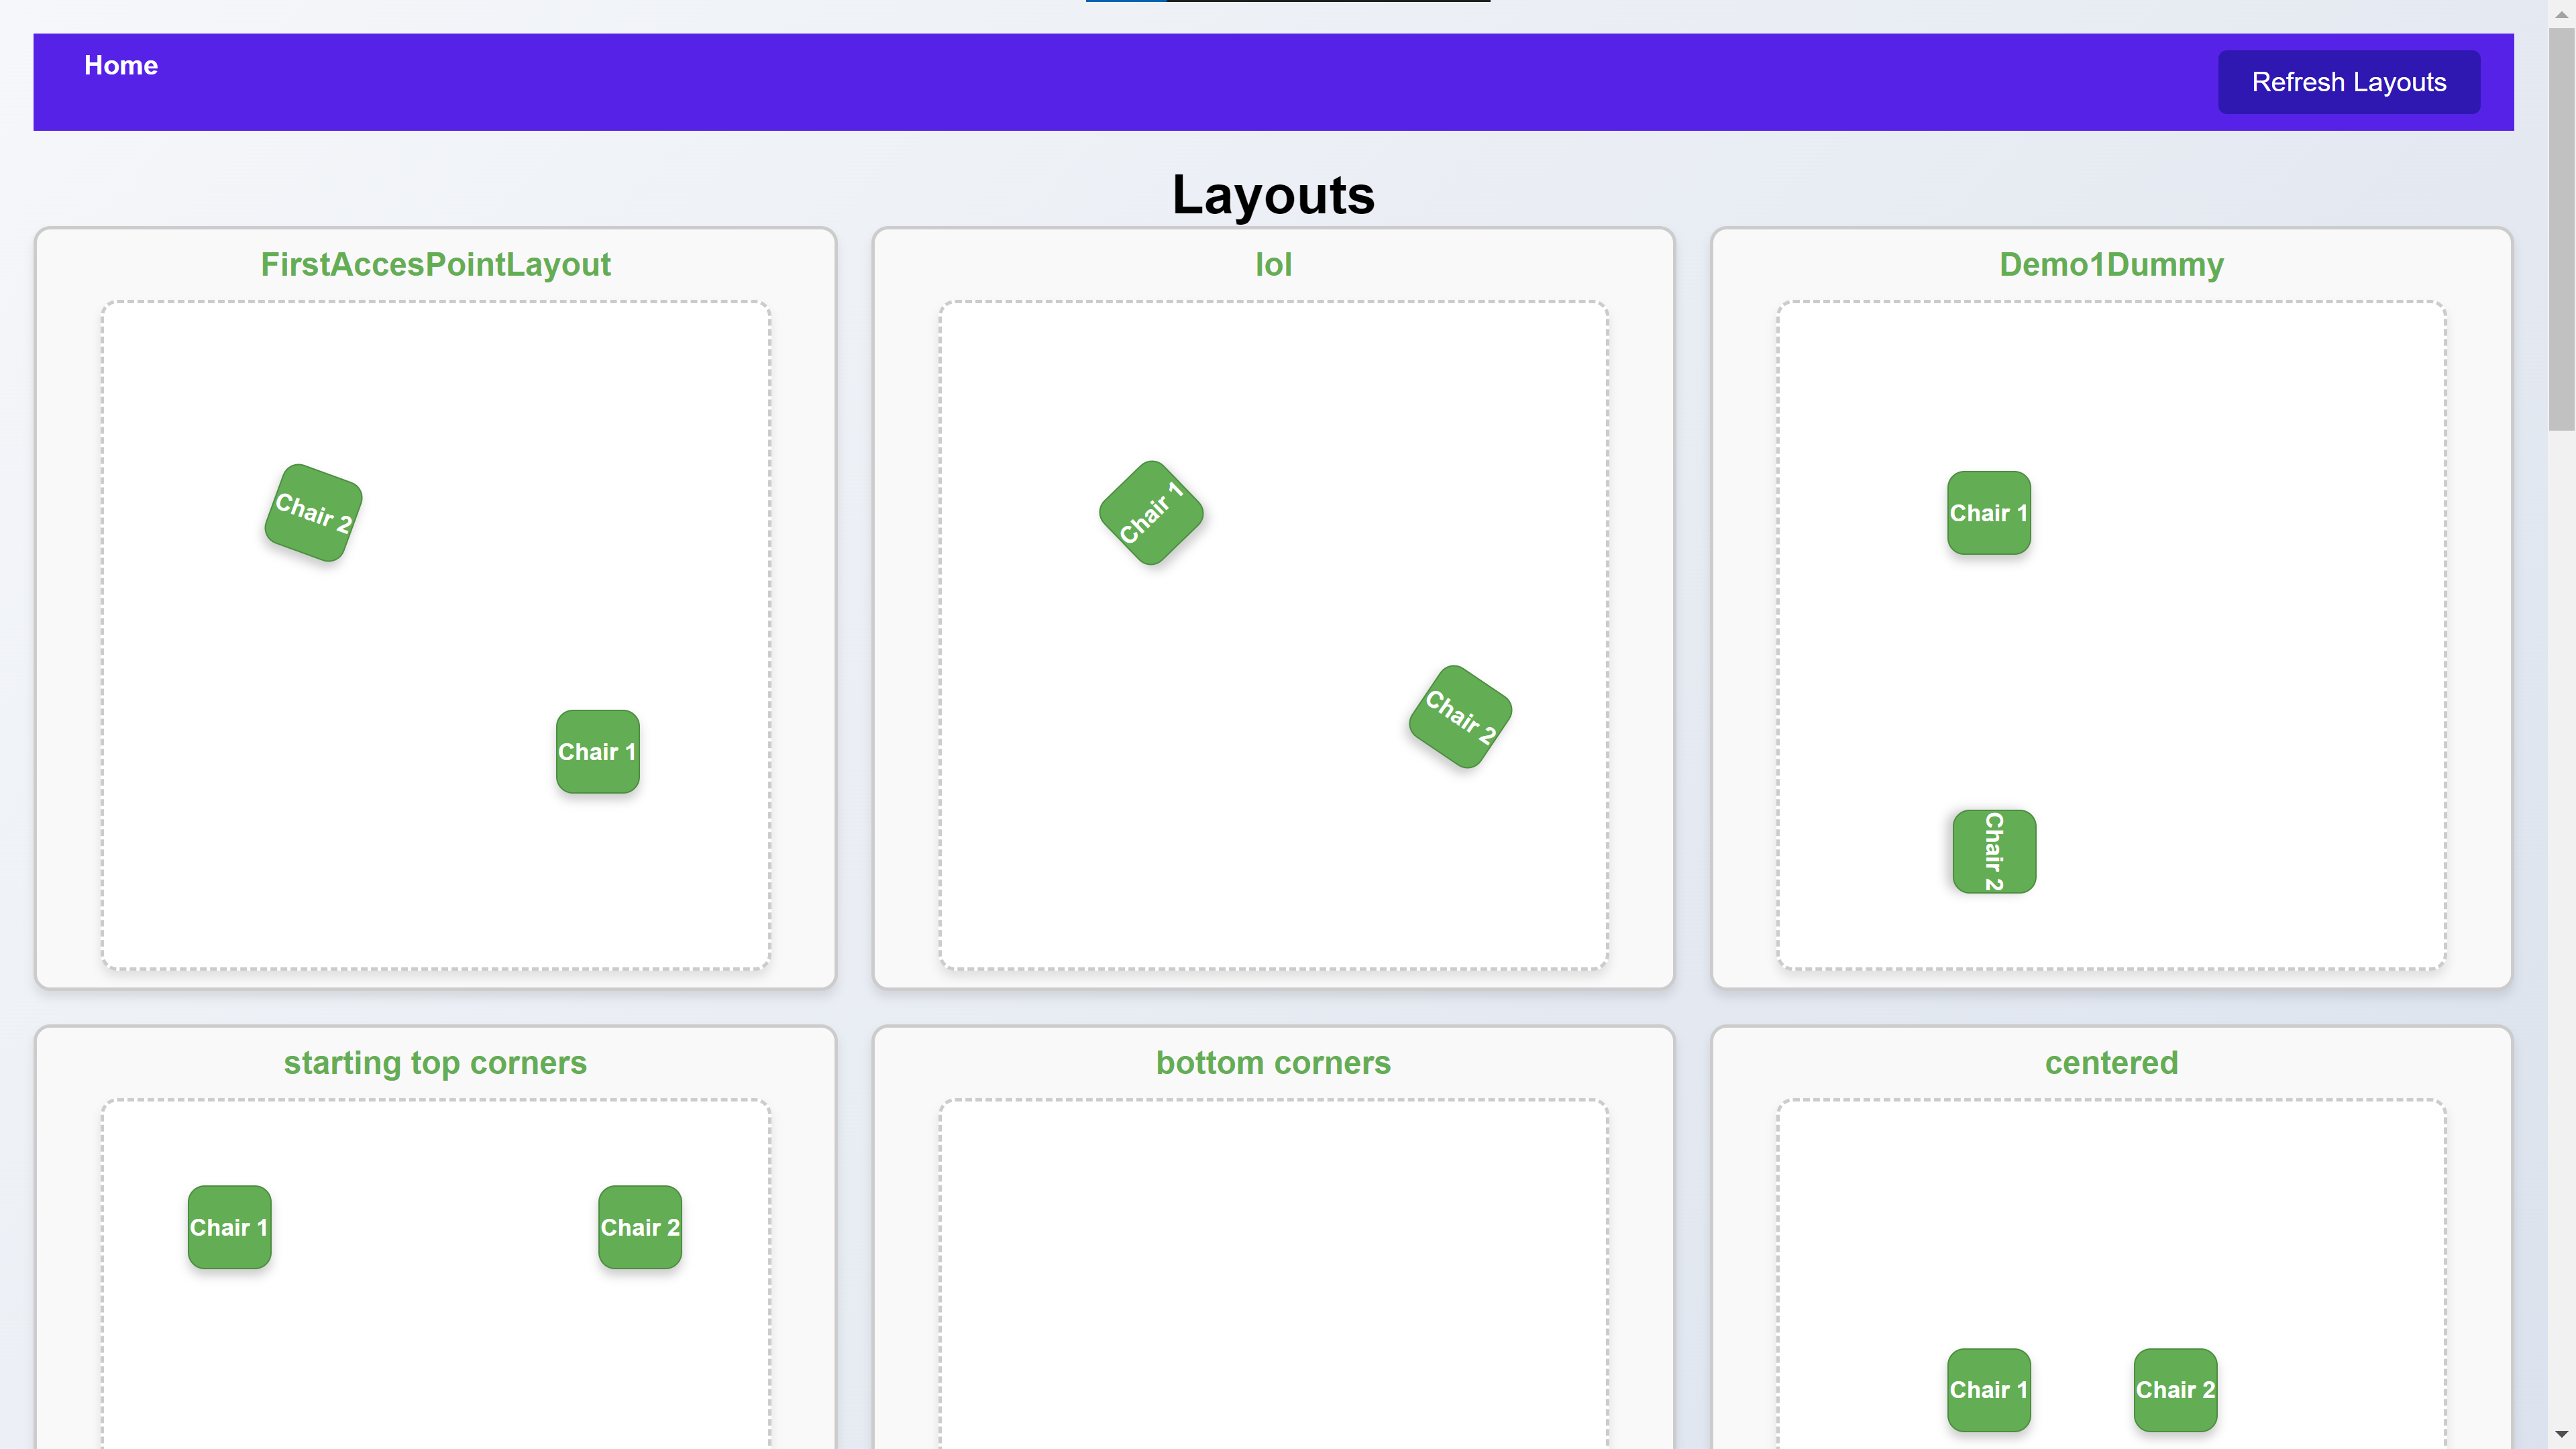 Home
Refresh Layouts
Layouts
FirstAccesPointLayout
Chair 2
Chair 1
lol
Chair 1
Chair 2
Demo1Dummy
Chair 1
Chair 2
starting top corners
Chair 1
Chair 2
bottom corners
centered
Chair 1
Chair 2